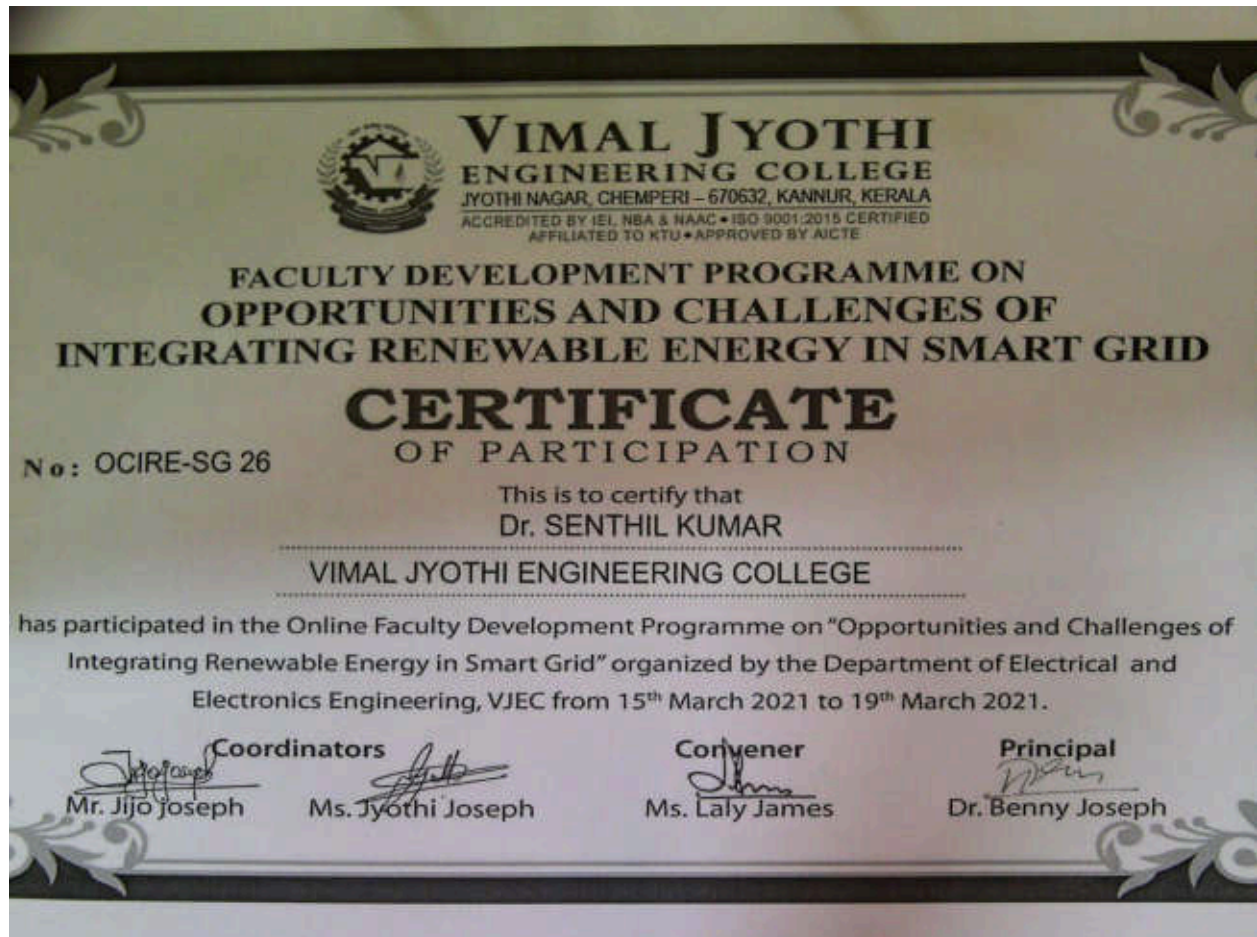 VIMAL JYOTHI
ENGINEERING COLLEGE
JYOTHI NAGAR, CHEMPERI – 670632, KANNUR, KERALA
ACCREDITED BY IEI, NBA & NAAC • ISO 9001:2015 CERTIFIED
AFFILIATED TO KTU • APPROVED BY AICTE
FACULTY DEVELOPMENT PROGRAMME ON
OPPORTUNITIES AND CHALLENGES OF
INTEGRATING RENEWABLE ENERGY IN SMART GRID
CERTIFICATE
OF PARTICIPATION
No: OCIRE-SG 26
This is to certify that
Dr. SENTHIL KUMAR
VIMAL JYOTHI ENGINEERING COLLEGE
has participated in the Online Faculty Development Programme on "Opportunities and Challenges of
Integrating Renewable Energy in Smart Grid" organized by the Department of Electrical and
Electronics Engineering, VJEC from 15th March 2021 to 19th March 2021.
Coordinators Convener Principal
Mr. Jijo joseph Ms. Jyothi Joseph Ms. Laly James Dr. Benny Joseph